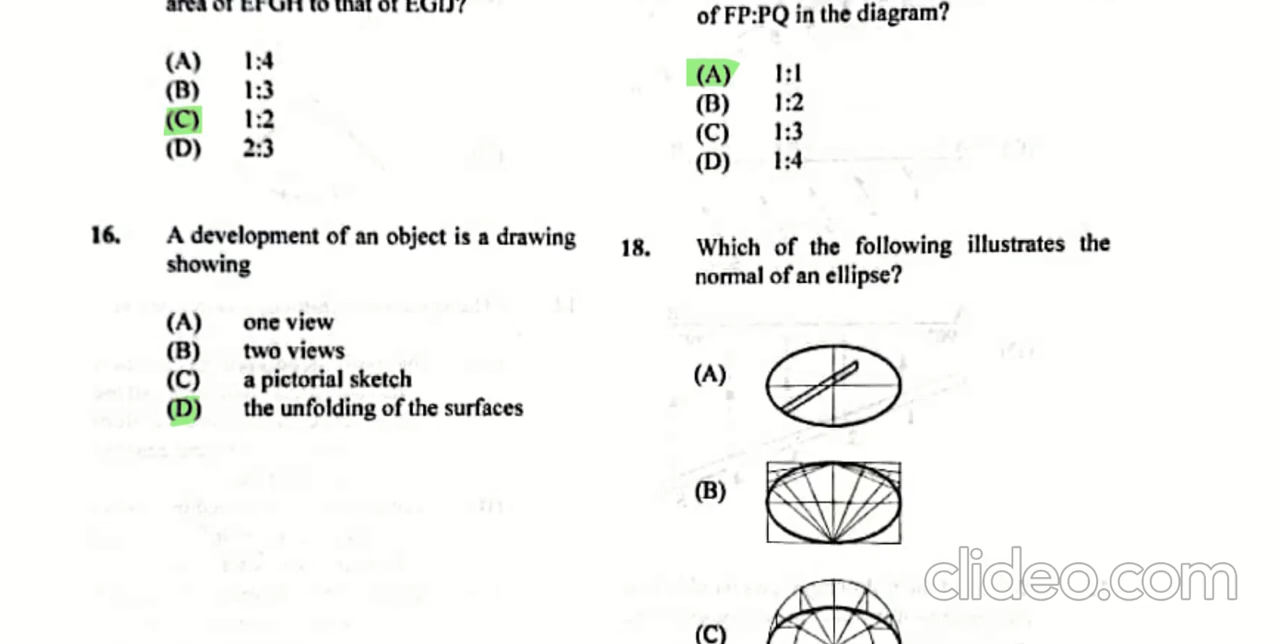 area of EFGH to that of EGIJ?
(A) 1:4
(B) 1:3
(C) 1:2
(D) 2:3
16. A development of an object is a drawing
showing
(A) one view
(B) two views
(C) a pictorial sketch
(D) the unfolding of the surfaces
of FP:PQ in the diagram?
(A) 1:1
(B) 1:2
(C) 1:3
(D) 1:4
18. Which of the following illustrates the
normal of an ellipse?
(A)
(B)
(C)
clideo.com